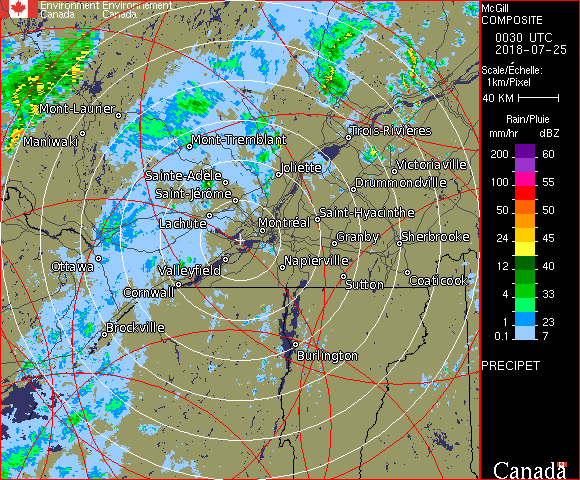 Environment Environnement
Canada Canada
Mont-Laurier
Maniwaki
Mont-Tremblant
Trois-Rivières
Joliette
Victoriaville
Sainte-Adèle
Drummondville
Saint-Jérôme
Saint-Hyacinthe
Lachute
Montréal
Granby
Sherbrooke
Ottawa
Valleyfield
Napierville
Sutton
Coaticook
Cornwall
Brockville
Burlington
McGill
COMPOSITE
0030 UTC
2018-07-25
Scale/Échelle:
1km/Pixel
40 KM
Rain/Pluie
mm/hr dBZ
200 60
100 55
50 50
24 45
12 40
4 33
1 23
0.1 7
PRECIPET
Canada